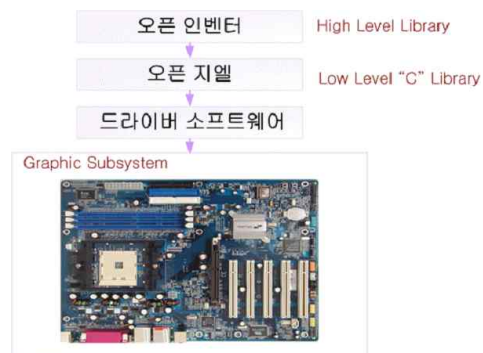 오픈 인벤터
High Level Library
오픈 지엘
Low Level “C” Library
드라이버 소프트웨어
Graphic Subsystem